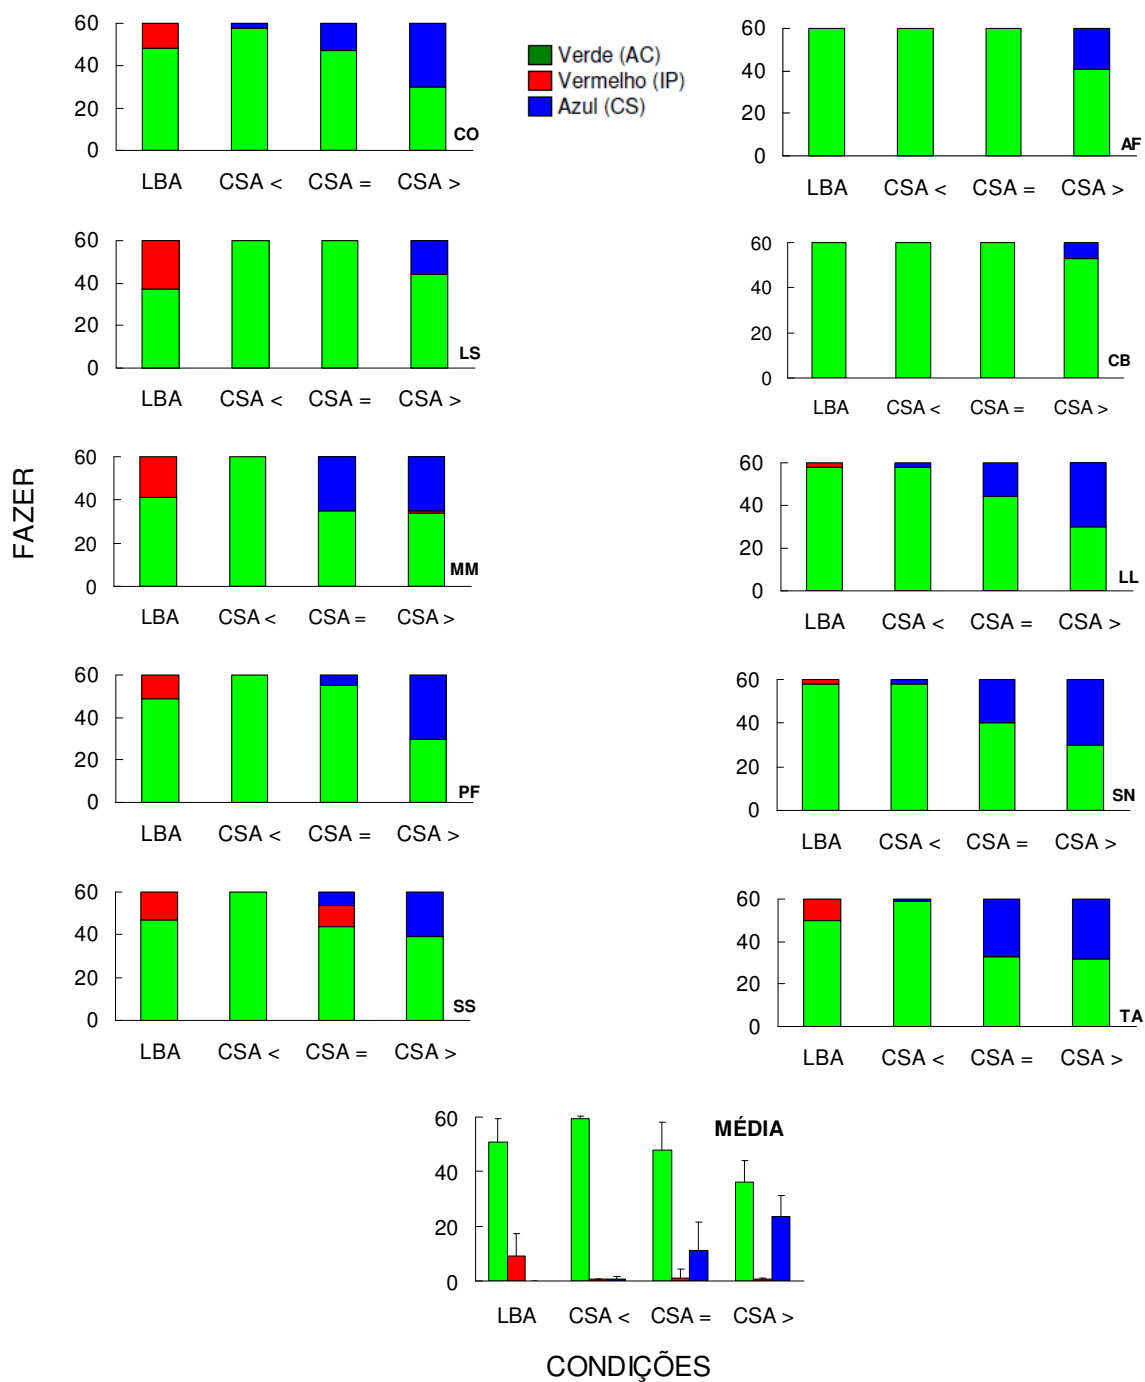 60
40
20
0
CO
LBA CSA < CSA = CSA >
Verde (AC)
Vermelho (IP)
Azul (CS)
60
40
20
0
AF
LBA CSA < CSA = CSA >
60
40
20
0
LS
LBA CSA < CSA = CSA >
60
40
20
0
CB
LBA CSA < CSA = CSA >
FAZER
60
40
20
0
MM
LBA CSA < CSA = CSA >
60
40
20
0
LL
LBA CSA < CSA = CSA >
60
40
20
0
PF
LBA CSA < CSA = CSA >
60
40
20
0
SN
LBA CSA < CSA = CSA >
60
40
20
0
SS
LBA CSA < CSA = CSA >
60
40
20
0
TA
LBA CSA < CSA = CSA >
60
40
20
0
MÉDIA
LBA CSA < CSA = CSA >
CONDIÇÕES